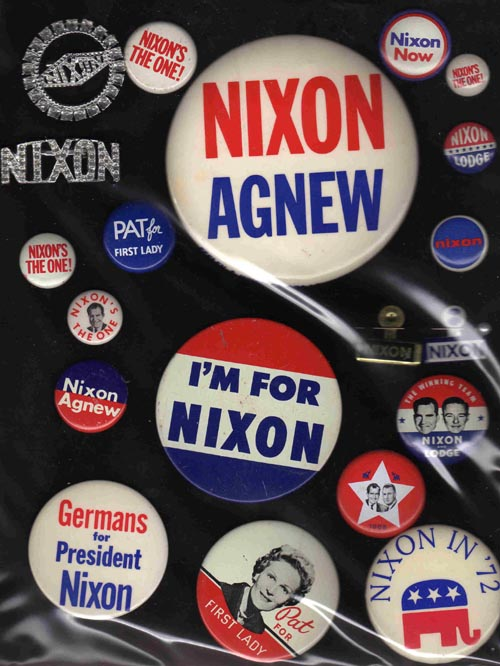 NIXON
NIXON'S
THE ONE!
Nixon
Now
NIXON'S
THE ONE!
NIXON
AGNEW
NIXON
LODGE
NIXON
PAT for
FIRST LADY
nixon
NIXON'S
THE ONE!
NIXON'S
THE ONE
NIXON
NIXON
I'M FOR
NIXON
Nixon
Agnew
THE WINNING TEAM
NIXON
AND
LODGE
1968
Germans
for
President
Nixon
Pat
FOR
FIRST LADY
NIXON IN '72